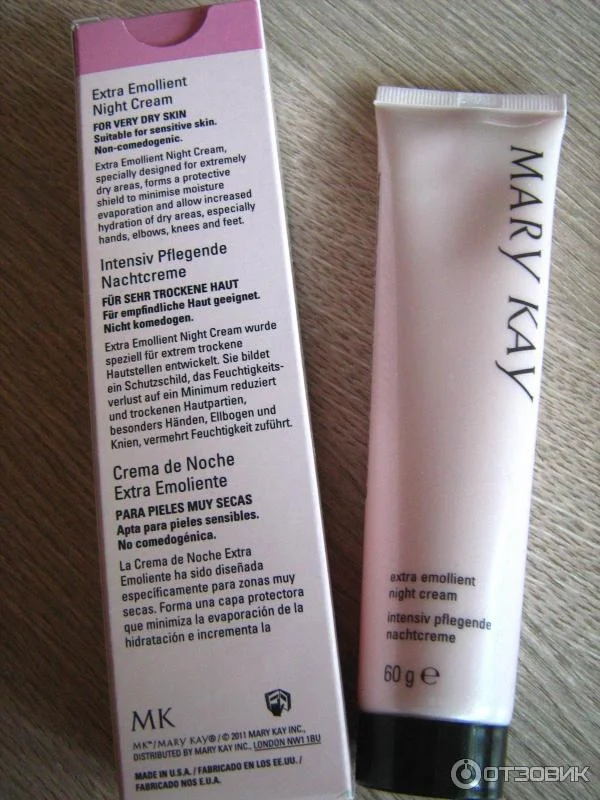 Extra Emollient
Night Cream
FOR VERY DRY SKIN
Suitable for sensitive skin.
Non-comedogenic.
Extra Emollient Night Cream,
specially designed for extremely
dry areas, forms a protective
shield to minimise moisture
evaporation and allow increased
hydration of dry areas, especially
hands, elbows, knees and feet.
Intensiv Pflegende
Nachtcreme
FÜR SEHR TROCKENE HAUT
Für empfindliche Haut geeignet.
Nicht komedogen.
Extra Emollient Night Cream wurde
speziell für extrem trockene
Hautstellen entwickelt. Sie bildet
ein Schutzschild, das Feuchtigkeits-
verlust auf ein Minimum reduziert
und trockenen Hautpartien,
besonders Händen, Ellbogen und
Knien, vermehrt Feuchtigkeit zuführt.
Crema de Noche
Extra Emoliente
PARA PIELES MUY SECAS
Apta para pieles sensibles.
No comedogénica.
La Crema de Noche Extra
Emoliente ha sido diseñada
específicamente para zonas muy
secas. Forma una capa protectora
que minimiza la evaporación de la
hidratación e incrementa la
MK
MK™/MARY KAY®/© 2011 MARY KAY INC.,
DISTRIBUTED BY MARY KAY INC., LONDON NW1 1BU
MADE IN U.S.A. / FABRICADO EN LOS EE.UU. /
FABRICADO NOS E.U.A.
MARY KAY
extra emollient
night cream
intensiv pflegende
nachtcreme
60 g ℮
ОТЗОВИК